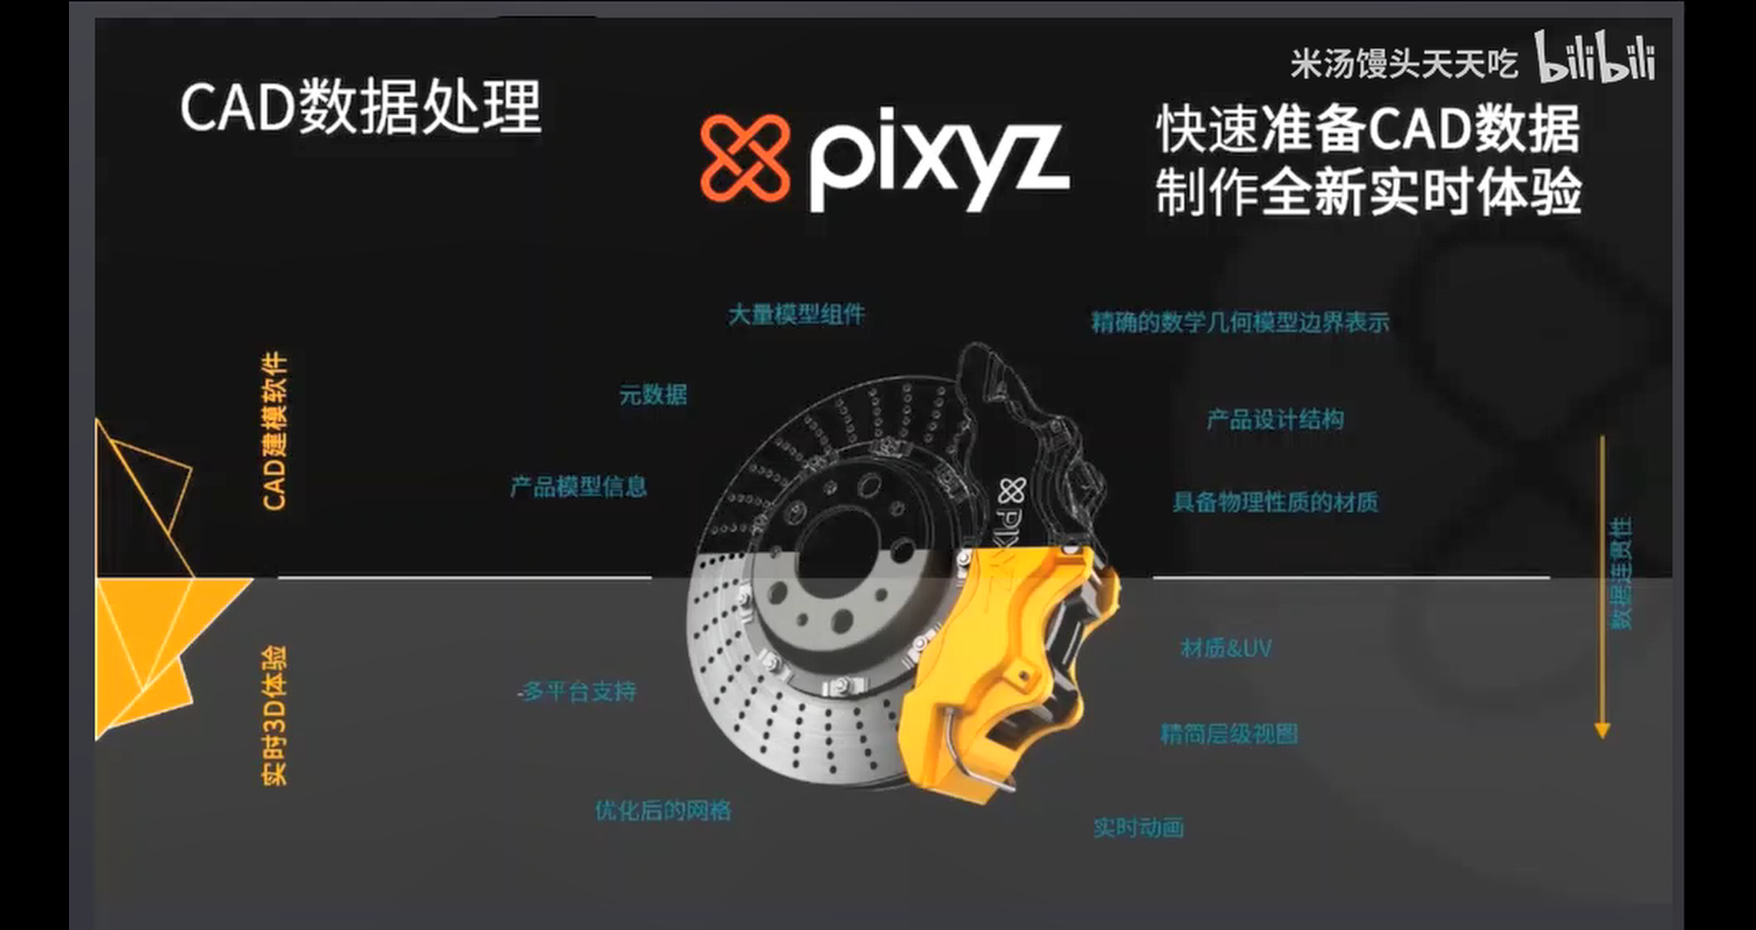 米汤馒头天天吃 bilibili
CAD数据处理
pixyz
快速准备CAD数据
制作全新实时体验
大量模型组件
精确的数学几何模型边界表示
元数据
产品设计结构
CAD建模软件
产品模型信息
具备物理性质的材质
PIXYZ
数据连贯性
材质&UV
-多平台支持
精简层级视图
实时3D体验
优化后的网格
实时动画